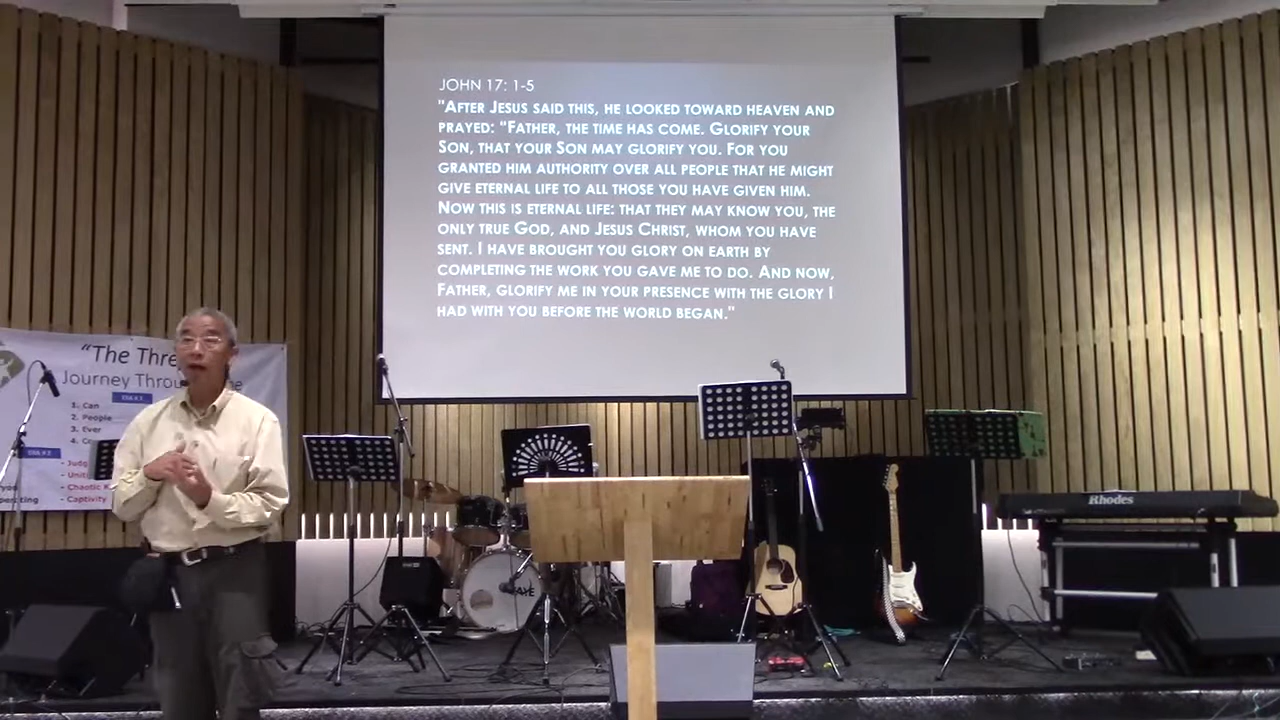 JOHN 17: 1-5
"AFTER JESUS SAID THIS, HE LOOKED TOWARD HEAVEN AND
PRAYED: "FATHER, THE TIME HAS COME. GLORIFY YOUR
SON, THAT YOUR SON MAY GLORIFY YOU. FOR YOU
GRANTED HIM AUTHORITY OVER ALL PEOPLE THAT HE MIGHT
GIVE ETERNAL LIFE TO ALL THOSE YOU HAVE GIVEN HIM.
NOW THIS IS ETERNAL LIFE: THAT THEY MAY KNOW YOU, THE
ONLY TRUE GOD, AND JESUS CHRIST, WHOM YOU HAVE
SENT. I HAVE BROUGHT YOU GLORY ON EARTH BY
COMPLETING THE WORK YOU GAVE ME TO DO. AND NOW,
FATHER, GLORIFY ME IN YOUR PRESENCE WITH THE GLORY I
HAD WITH YOU BEFORE THE WORLD BEGAN."
"The Thre
Journey Throu
1. Can
2. People
3. Ever
4.
- Judg
- Unit
- Chaotic K
- Captivity
Rhodes